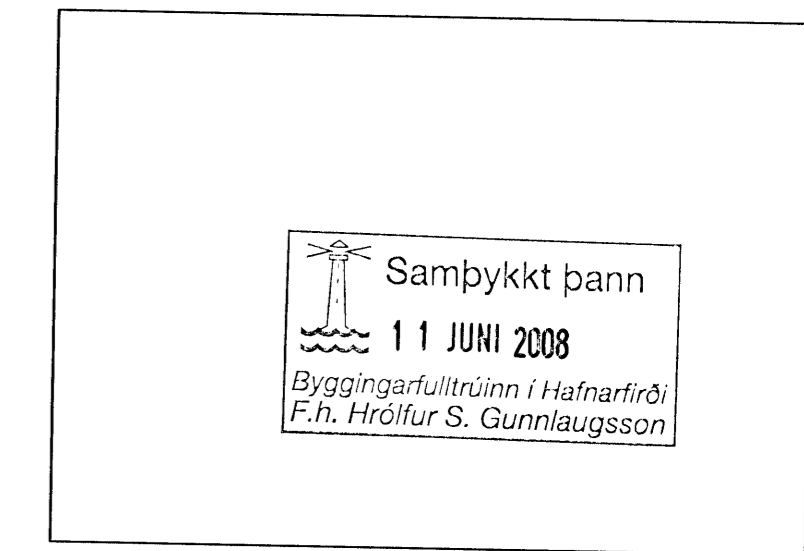 Samþykkt þann
11 JUNI 2008
Byggingarfulltrúinn í Hafnarfirði
F.h. Hrólfur S. Gunnlaugsson